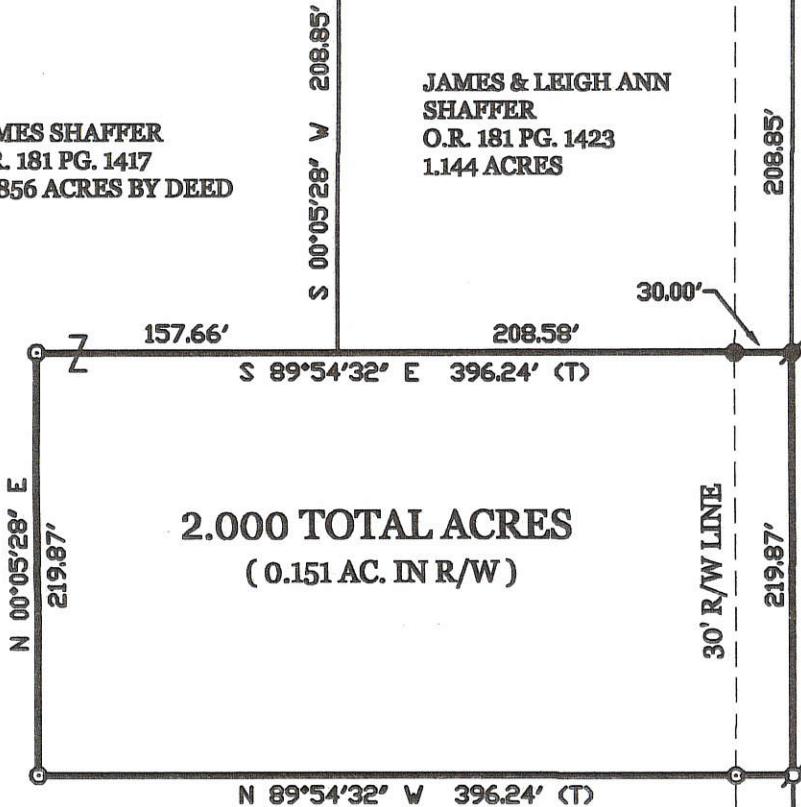 S 00°05'28" W 208.85'
JAMES & LEIGH ANN
SHAFFER
O.R. 181 PG. 1423
1.144 ACRES
208.85'
SHAFFER
181 PG. 1417
856 ACRES BY DEED
30.00'
157.66'
208.58'
S 89°54'32" E 396.24' (T)
N 00°05'28" E
219.87'
2.000 TOTAL ACRES
( 0.151 AC. IN R/W )
30' R/W LINE
219.87'
N 89°54'32" W 396.24' (T)